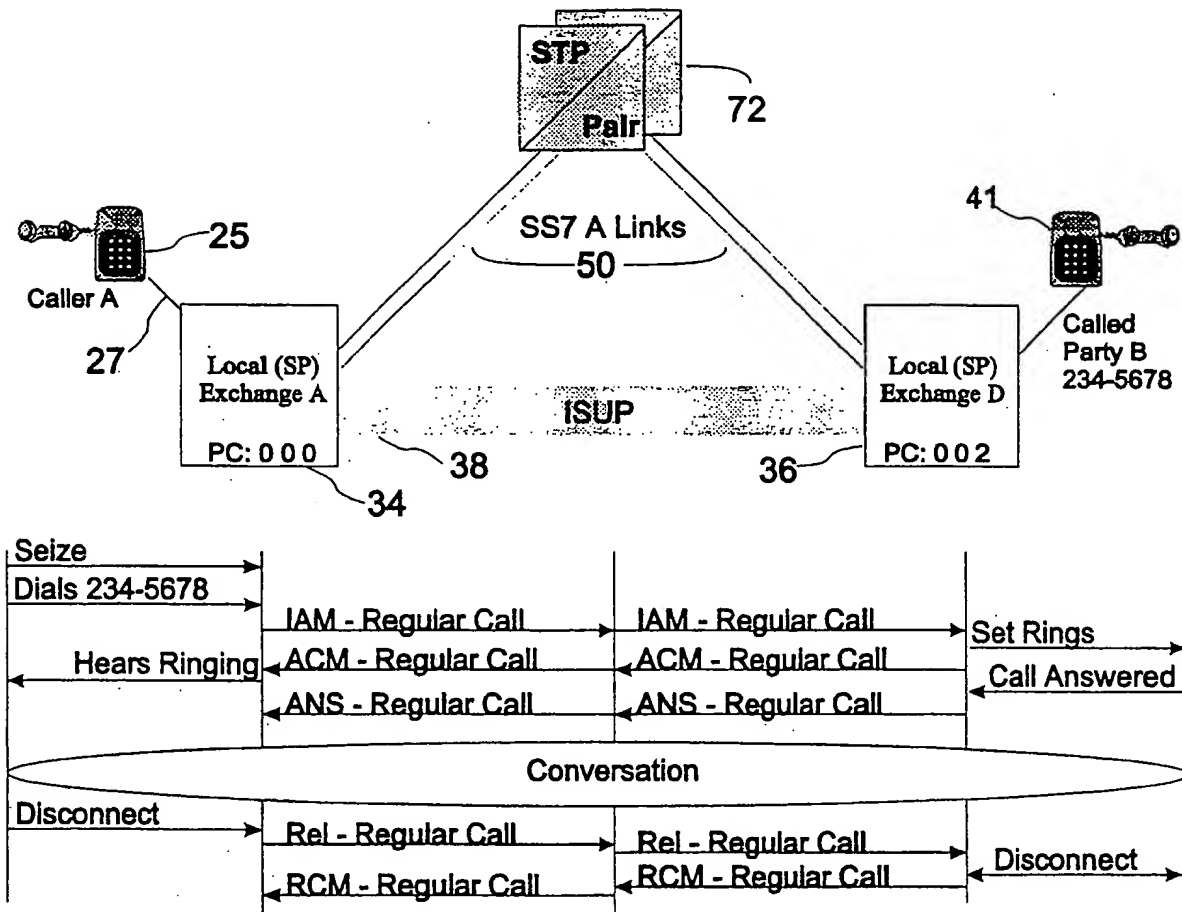 STP
Pair
72
25
Caller A
27
SS7 A Links
50
41
Called
Party B
234-5678
Local (SP)
Exchange A
PC: 0 0 0
34
ISUP
38
Local (SP)
Exchange D
PC: 0 0 2
36
Seize
Dials 234-5678
IAM - Regular Call
IAM - Regular Call
Set Rings
Hears Ringing
ACM - Regular Call
ACM - Regular Call
Call Answered
ANS - Regular Call
ANS - Regular Call
Conversation
Disconnect
Rel - Regular Call
Rel - Regular Call
Disconnect
RCM - Regular Call
RCM - Regular Call